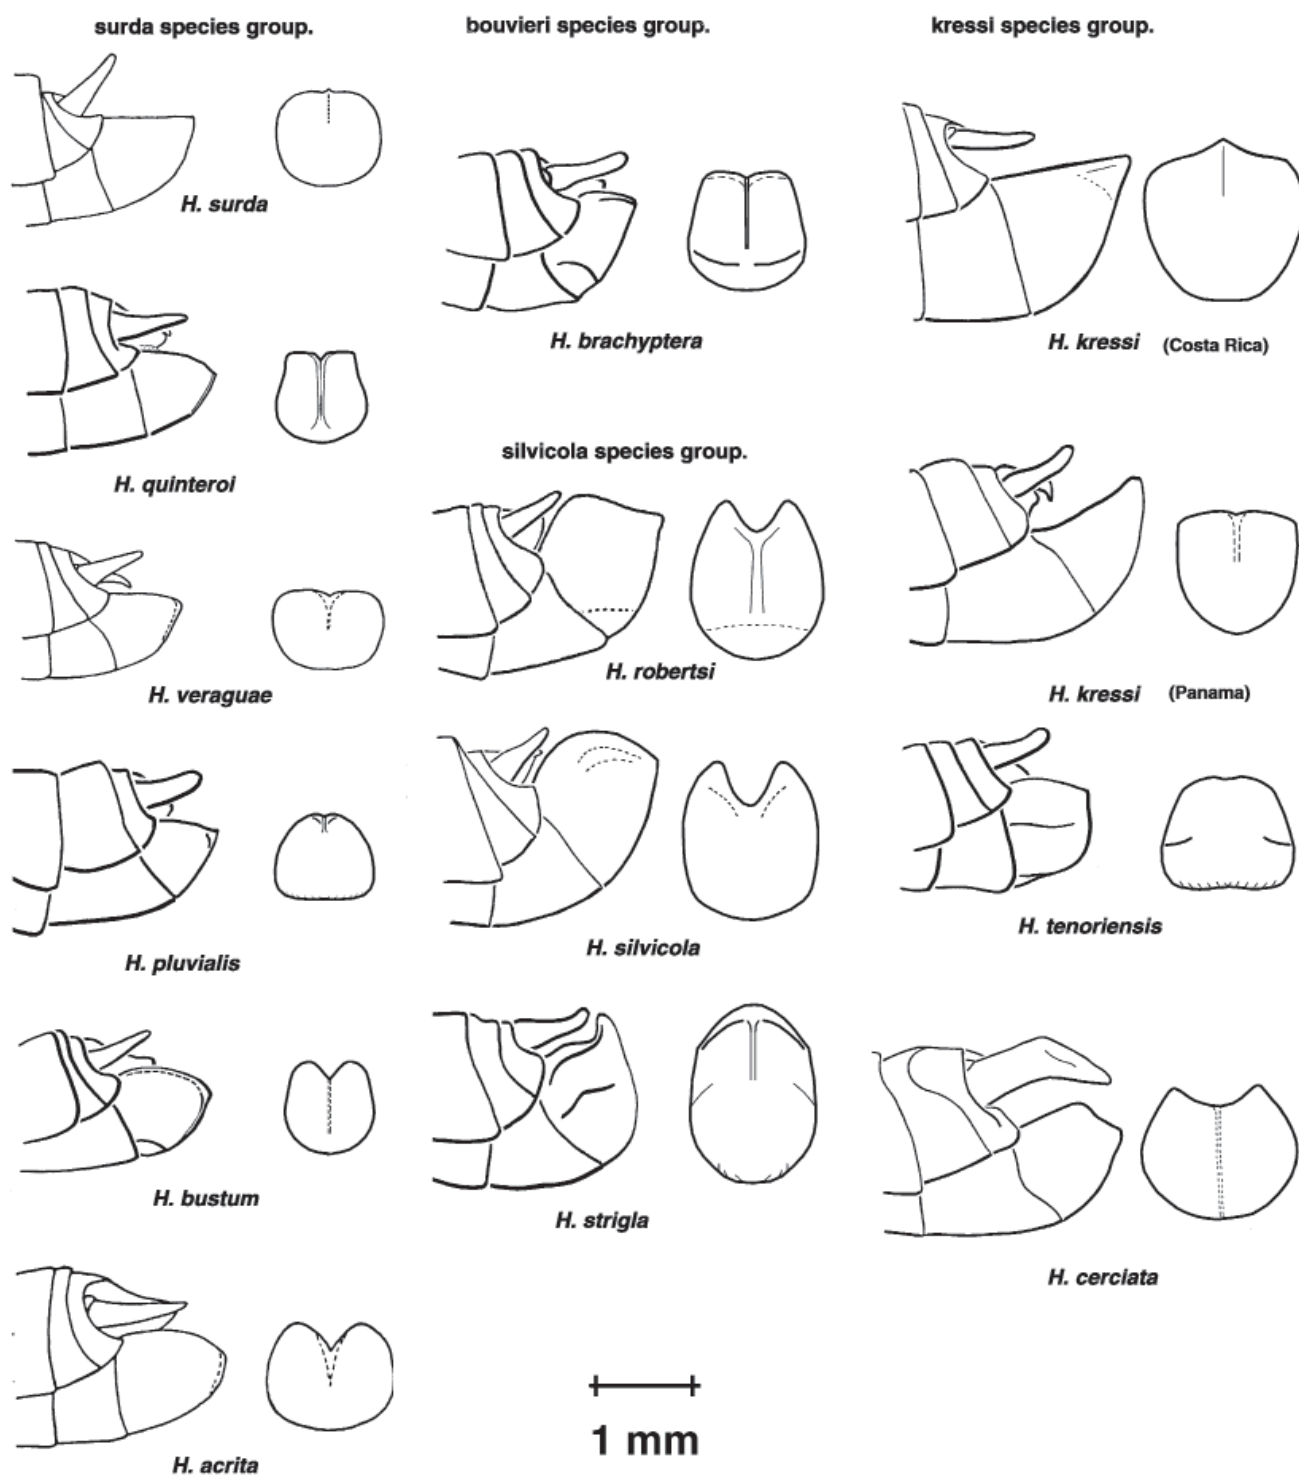 surda species group.
H. surda
H. quinteroi
H. veraguae
H. pluvialis
H. bustum
H. acrita
bouvieri species group.
H. brachyptera
silvicola species group.
H. robertsi
H. silvicola
H. strigla
1 mm
kressi species group.
H. kressi (Costa Rica)
H. kressi (Panama)
H. tenoriensis
H. cerciata